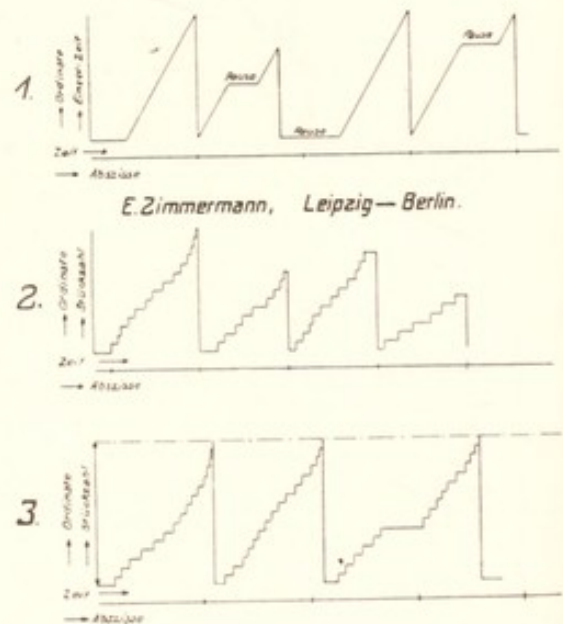 1.
Ordinate
Einser-Zeit
Pause
Pause
Pause
Zeit
Abszisse
E. Zimmermann, Leipzig—Berlin.
2.
Ordinate
Stückzahl
Zeit
Abszisse
3.
Ordinate
Stückzahl
Zeit
Abszisse